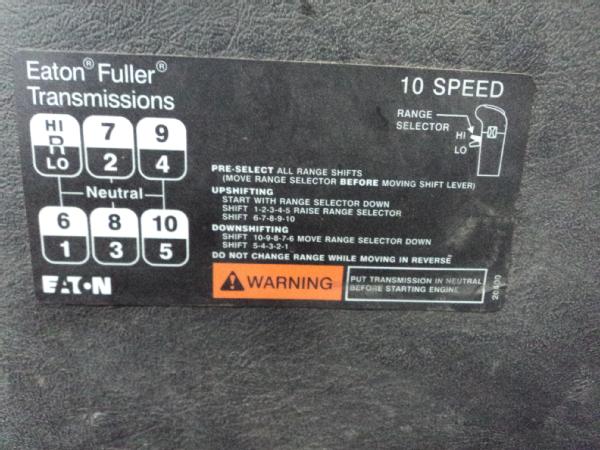 Eaton® Fuller®
Transmissions
10 SPEED
RANGE
SELECTOR
HI
LO
HI
R
LO
7
2
9
4
Neutral
6
1
8
3
10
5
PRE-SELECT ALL RANGE SHIFTS
(MOVE RANGE SELECTOR BEFORE MOVING SHIFT LEVER)
UPSHIFTING
START WITH RANGE SELECTOR DOWN
SHIFT 1-2-3-4-5 RAISE RANGE SELECTOR
SHIFT 6-7-8-9-10
DOWNSHIFTING
SHIFT 10-9-8-7-6 MOVE RANGE SELECTOR DOWN
SHIFT 5-4-3-2-1
DO NOT CHANGE RANGE WHILE MOVING IN REVERSE
WARNING
PUT TRANSMISSION IN NEUTRAL
BEFORE STARTING ENGINE
EATON